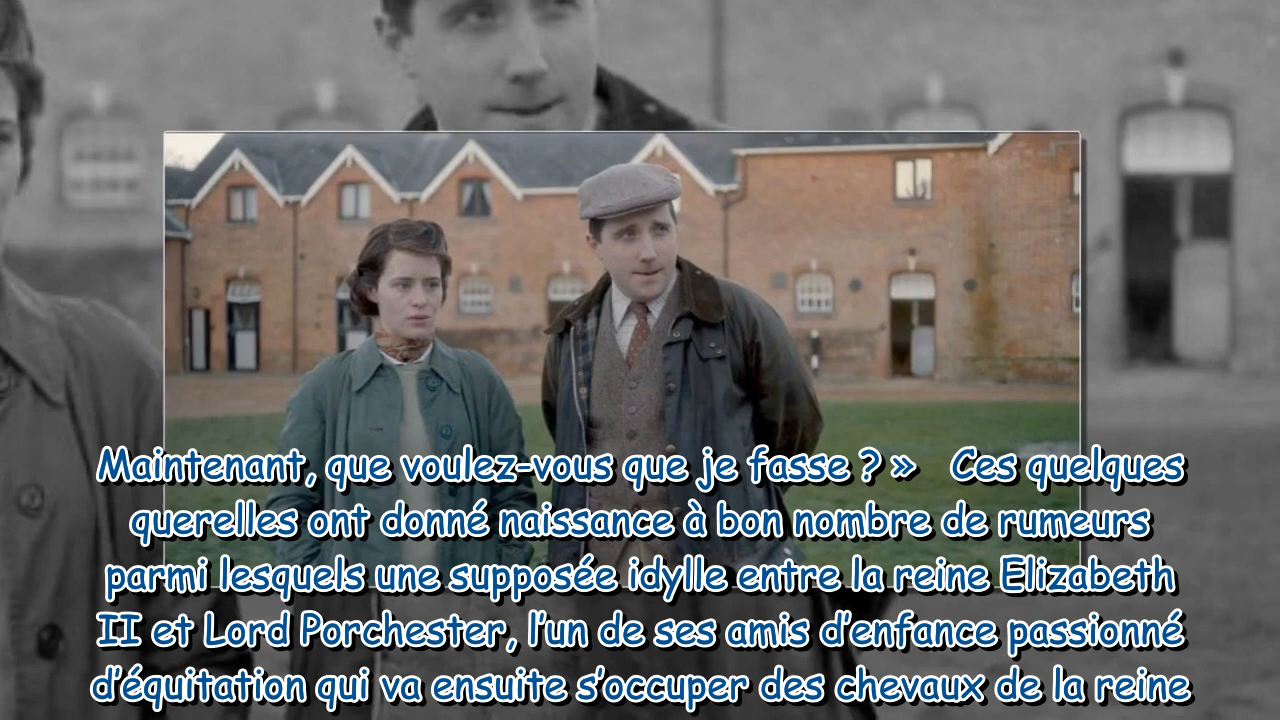 Maintenant, que voulez-vous que je fasse ? » Ces quelques
querelles ont donné naissance à bon nombre de rumeurs
parmi lesquels une supposée idylle entre la reine Elizabeth
II et Lord Porchester, l'un de ses amis d'enfance passionné
d'équitation qui va ensuite s'occuper des chevaux de la reine